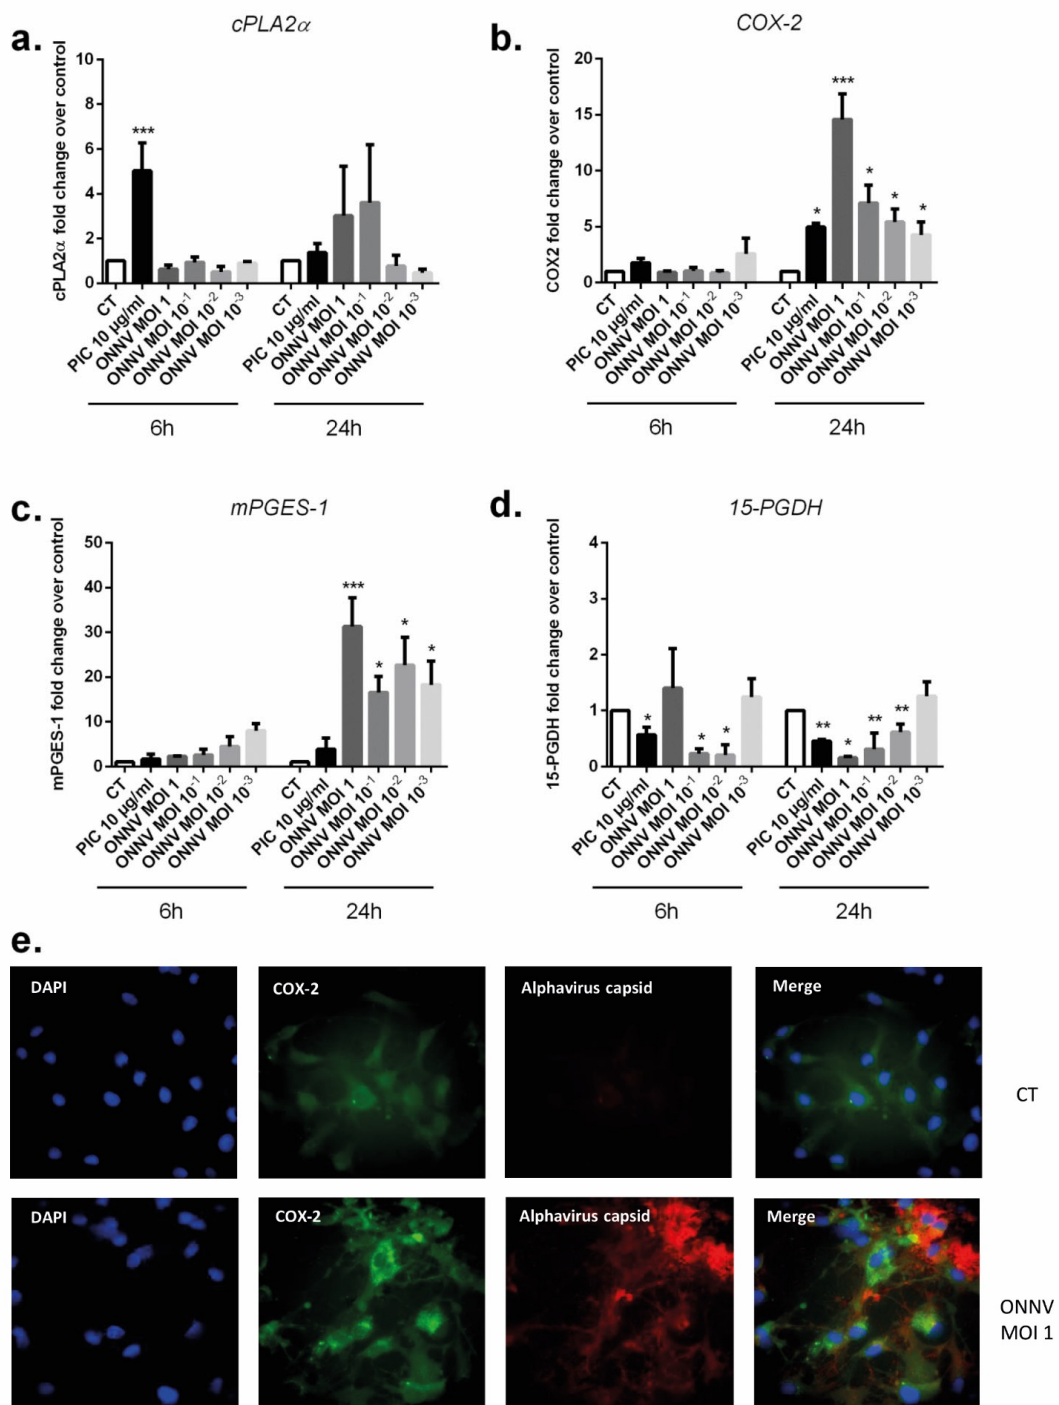 a.
cPLA2α
cPLA2α fold change over control
10
8
6
4
2
0
***
CT
PIC 10 µg/ml
ONNV MOI 1
ONNV MOI 10-1
ONNV MOI 10-2
ONNV MOI 10-3
CT
PIC 10 µg/ml
ONNV MOI 1
ONNV MOI 10-1
ONNV MOI 10-2
ONNV MOI 10-3
6h
24h
b.
COX-2
COX2 fold change over control
20
15
10
5
0
*
***
*
*
*
CT
PIC 10 µg/ml
ONNV MOI 1
ONNV MOI 10-1
ONNV MOI 10-2
ONNV MOI 10-3
CT
PIC 10 µg/ml
ONNV MOI 1
ONNV MOI 10-1
ONNV MOI 10-2
ONNV MOI 10-3
6h
24h
c.
mPGES-1
mPGES-1 fold change over control
50
40
30
20
10
0
***
*
*
*
CT
PIC 10 µg/ml
ONNV MOI 1
ONNV MOI 10-1
ONNV MOI 10-2
ONNV MOI 10-3
CT
PIC 10 µg/ml
ONNV MOI 1
ONNV MOI 10-1
ONNV MOI 10-2
ONNV MOI 10-3
6h
24h
d.
15-PGDH
15-PGDH fold change over control
4
3
2
1
0
*
*
*
**
*
**
**
CT
PIC 10 µg/ml
ONNV MOI 1
ONNV MOI 10-1
ONNV MOI 10-2
ONNV MOI 10-3
CT
PIC 10 µg/ml
ONNV MOI 1
ONNV MOI 10-1
ONNV MOI 10-2
ONNV MOI 10-3
6h
24h
e.
DAPI
COX-2
Alphavirus capsid
Merge
CT
DAPI
COX-2
Alphavirus capsid
Merge
ONNV
MOI 1